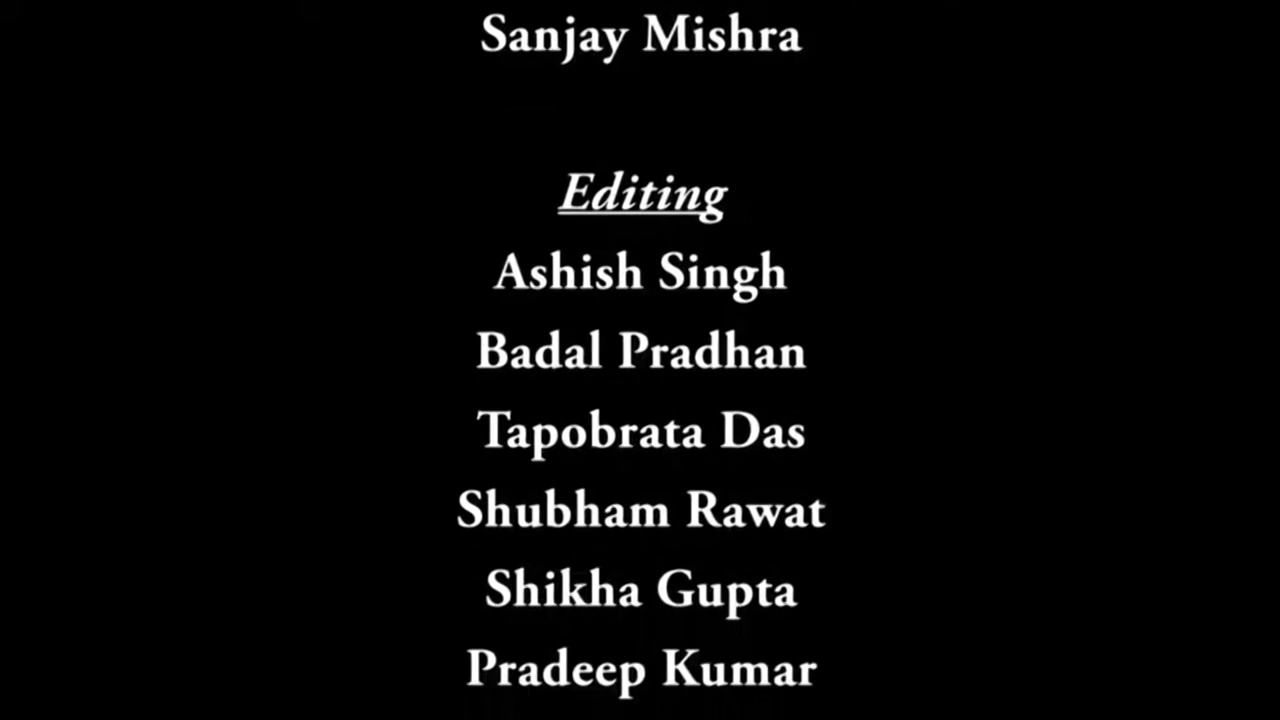 Sanjay Mishra
Editing
Ashish Singh
Badal Pradhan
Tapobrata Das
Shubham Rawat
Shikha Gupta
Pradeep Kumar